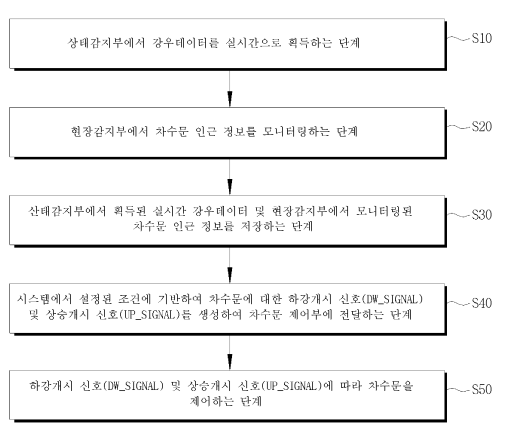 상태감지부에서 강우데이터를 실시간으로 획득하는 단계
S10
현장감지부에서 차수문 인근 정보를 모니터링하는 단계
S20
산태감지부에서 획득된 실시간 강우데이터 및 현장감지부에서 모니터링된
차수문 인근 정보를 저장하는 단계
S30
시스템에서 설정된 조건에 기반하여 차수문에 대한 하강개시 신호(DW_SIGNAL)
및 상승개시 신호(UP_SIGNAL)를 생성하여 차수문 제어부에 전달하는 단계
S40
하강개시 신호(DW_SIGNAL) 및 상승개시 신호(UP_SIGNAL)에 따라 차수문을
제어하는 단계
S50